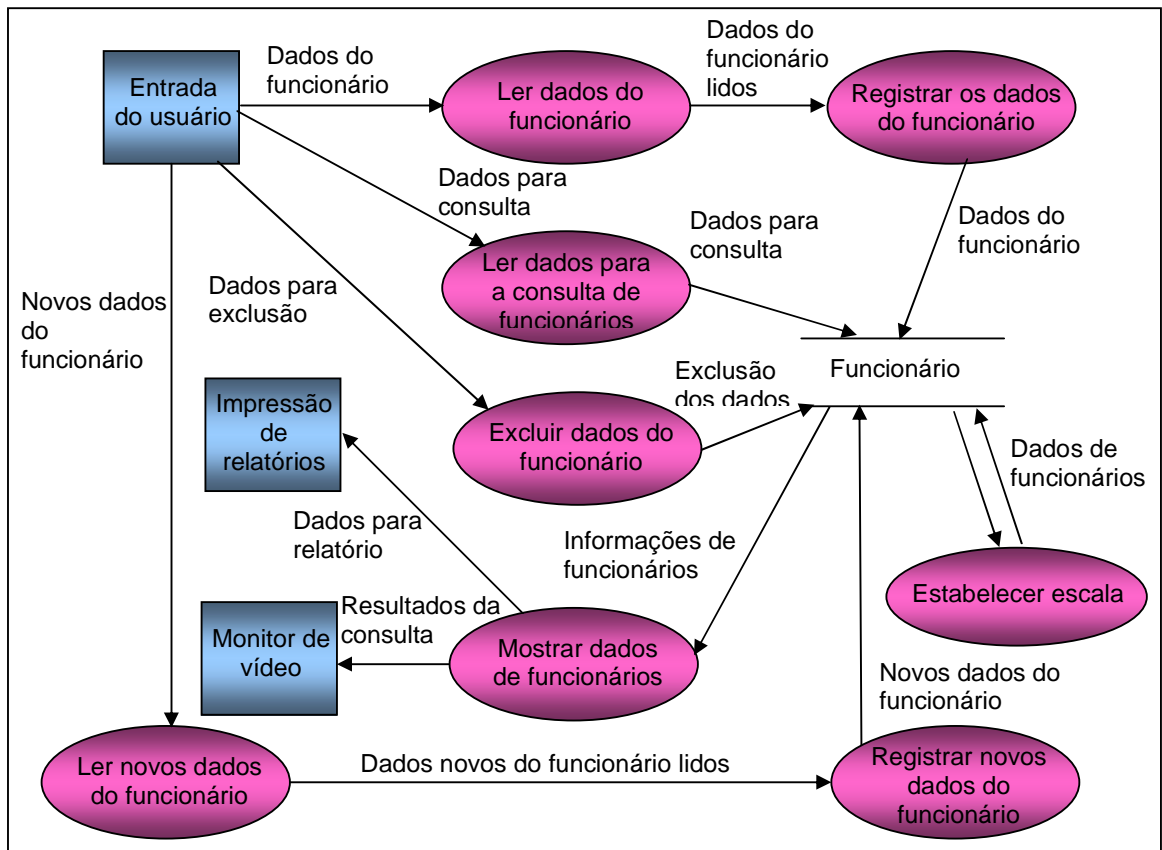 Entrada
do usuário
Dados do
funcionário
Ler dados do
funcionário
Dados do
funcionário
lidos
Registrar os dados
do funcionário
Dados para
consulta
Dados para
consulta
Dados do
funcionário
Ler dados para
a consulta de
funcionários
Novos dados
do
funcionário
Dados para
exclusão
Funcionário
Exclusão
dos dados
Impressão
de
relatórios
Excluir dados do
funcionário
Dados de
funcionários
Dados para
relatório
Informações de
funcionários
Estabelecer escala
Resultados da
consulta
Monitor de
vídeo
Mostrar dados
de funcionários
Novos dados do
funcionário
Ler novos dados
do funcionário
Dados novos do funcionário lidos
Registrar novos
dados do
funcionário